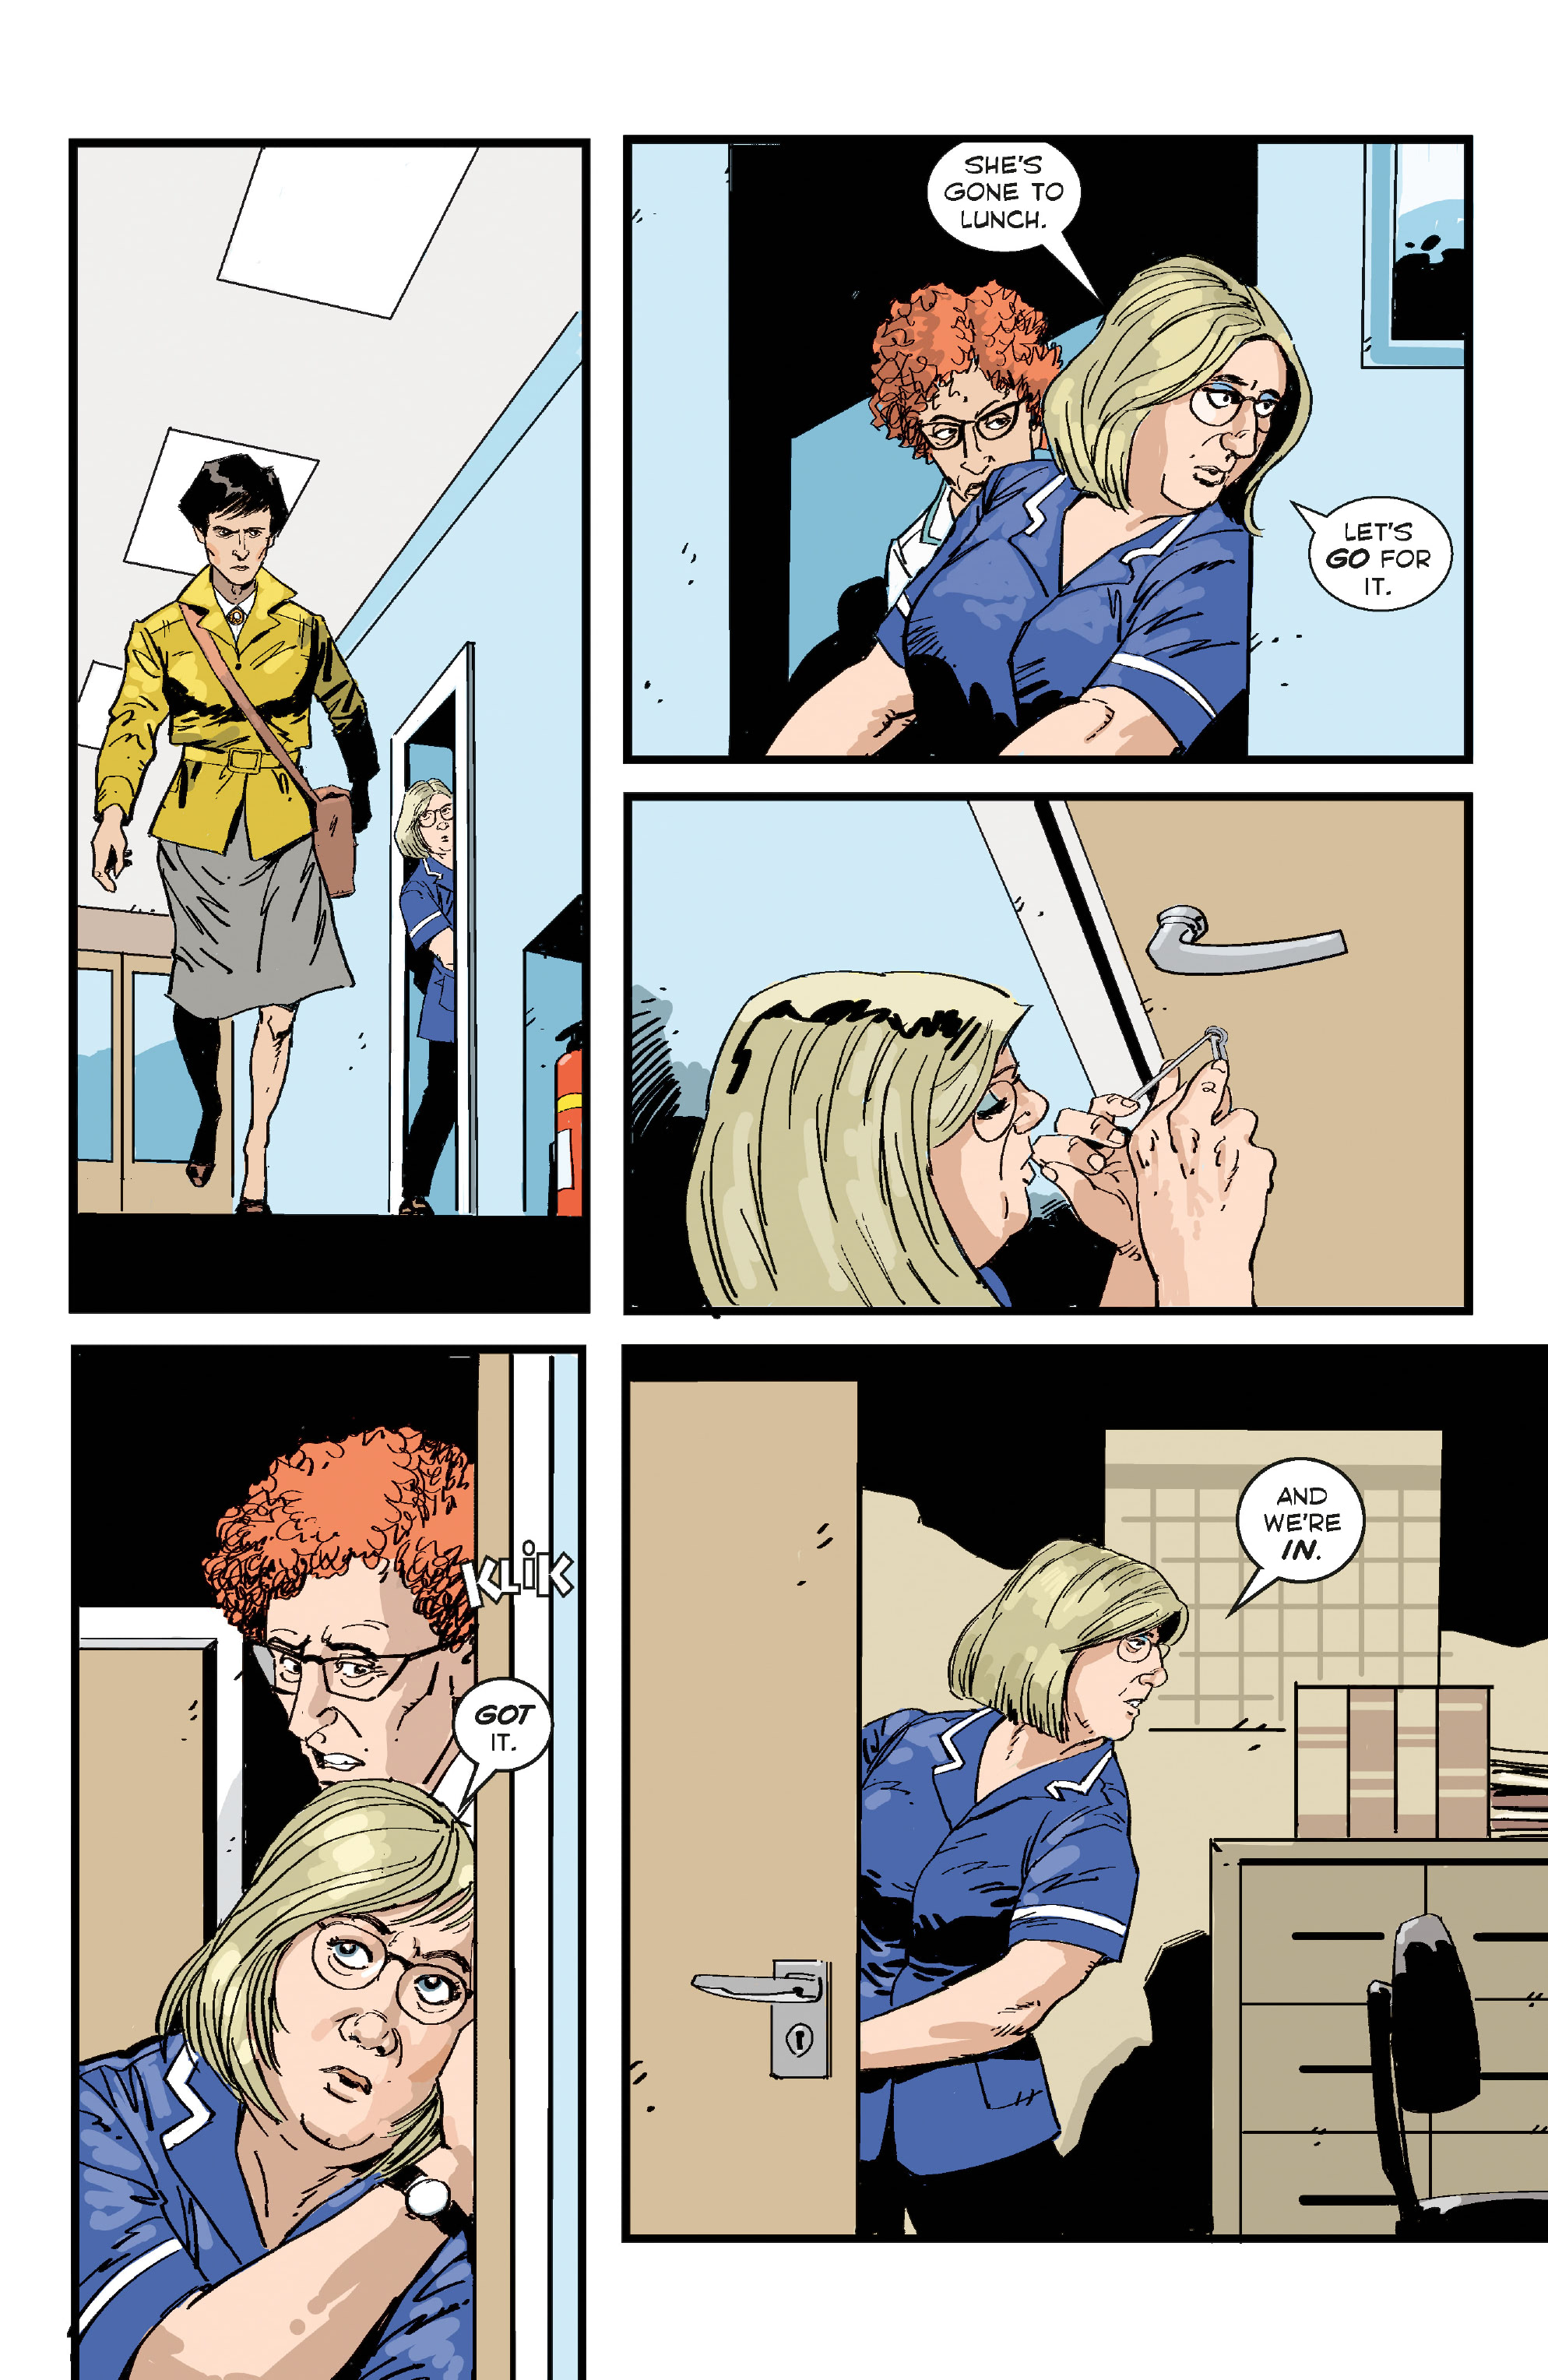 SHE'S
GONE TO
LUNCH.
LET'S
GO FOR
IT.
KLIK
GOT
IT.
AND
WE'RE
IN.